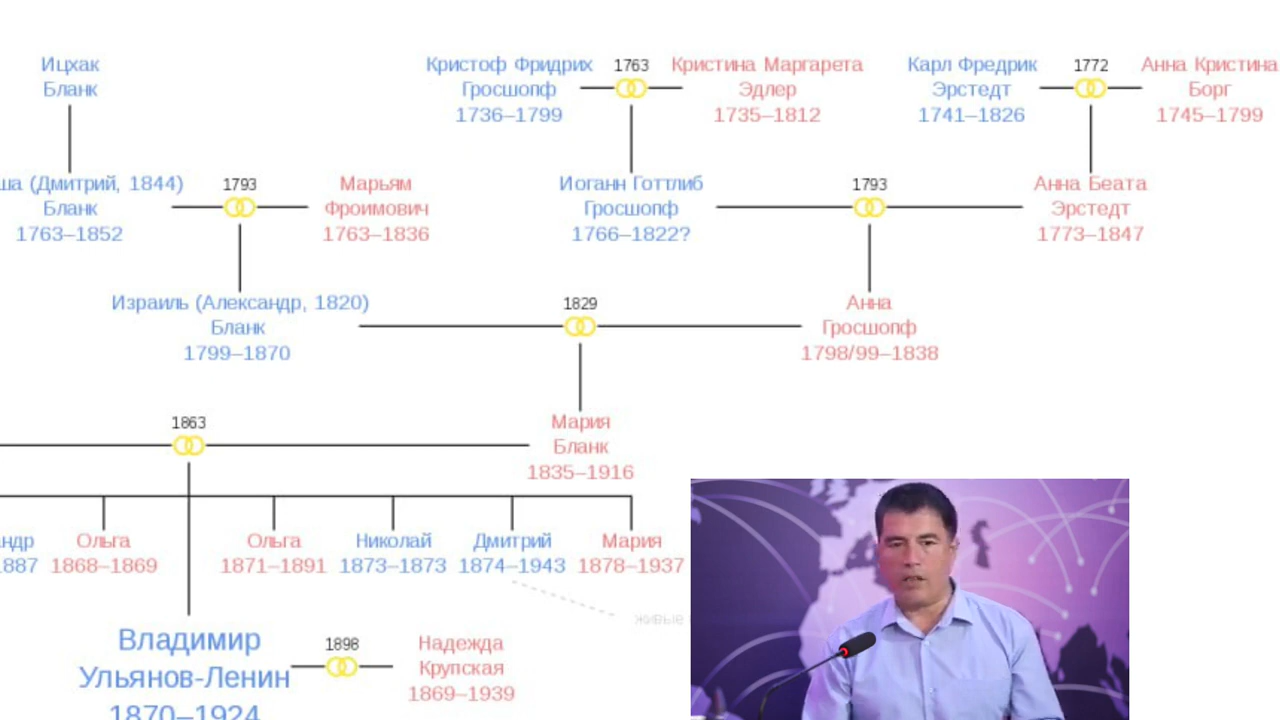 Ицхак
Бланк
Кристоф Фридрих
Гросшопф
1736–1799
1763
Кристина Маргарета
Эдлер
1735–1812
Карл Фредрик
Эрстедт
1741–1826
1772
Анна Кристина
Борг
1745–1799
ша (Дмитрий, 1844)
Бланк
1763–1852
1793
Марьям
Фроимович
1763–1836
Иоганн Готтлиб
Гросшопф
1766–1822?
1793
Анна Беата
Эрстедт
1773–1847
Израиль (Александр, 1820)
Бланк
1799–1870
1829
Анна
Гросшопф
1798/99–1838
1863
Мария
Бланк
1835–1916
андр
1887
Ольга
1868–1869
Ольга
1871–1891
Николай
1873–1873
Дмитрий
1874–1943
Мария
1878–1937
живые
Владимир
Ульянов-Ленин
1870–1924
1898
Надежда
Крупская
1869–1939